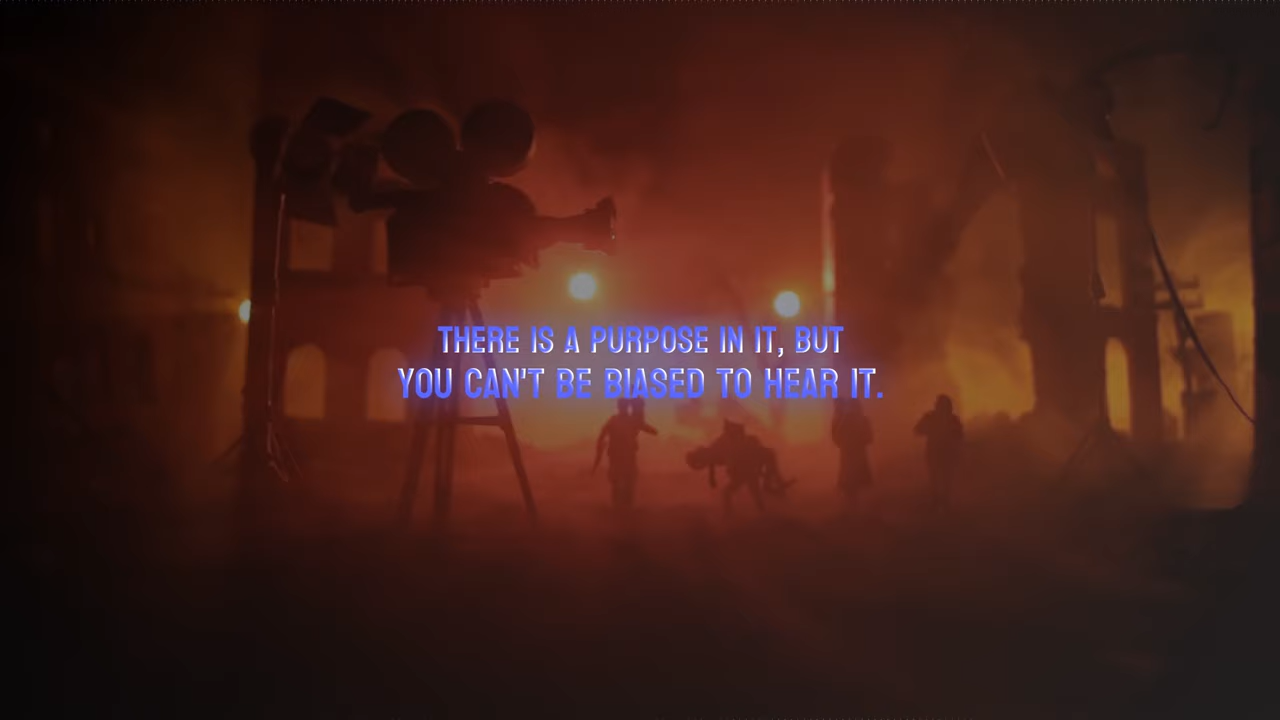 THERE IS A PURPOSE IN IT, BUT
YOU CAN'T BE BIASED TO HEAR IT.